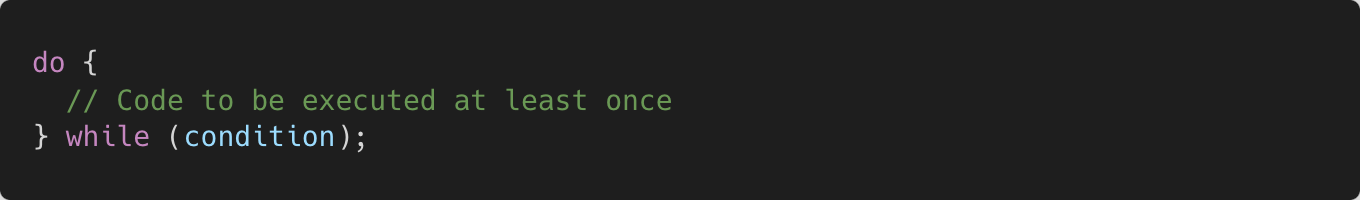 do {
  // Code to be executed at least once
} while (condition);